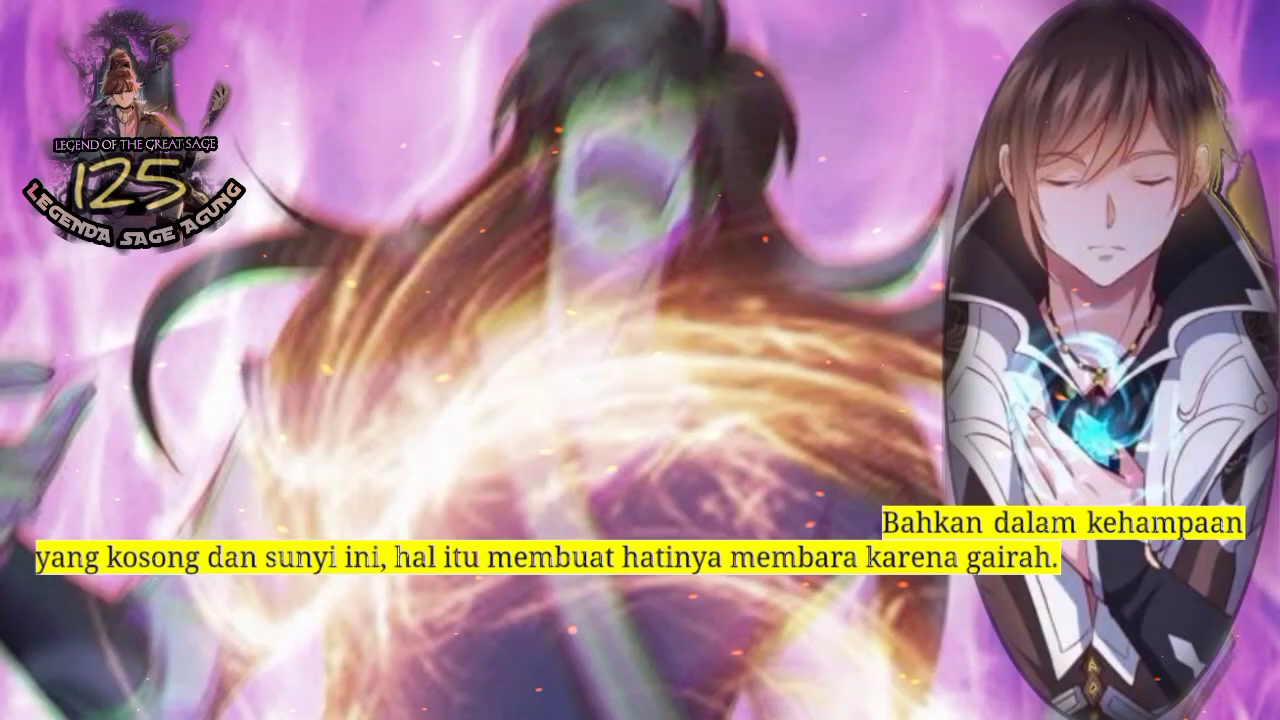 LEGEND OF THE GREAT SAGE
125
LEGENDA SAGE AGUNG
Bahkan dalam kehampaan
yang kosong dan sunyi ini, hal itu membuat hatinya membara karena gairah.